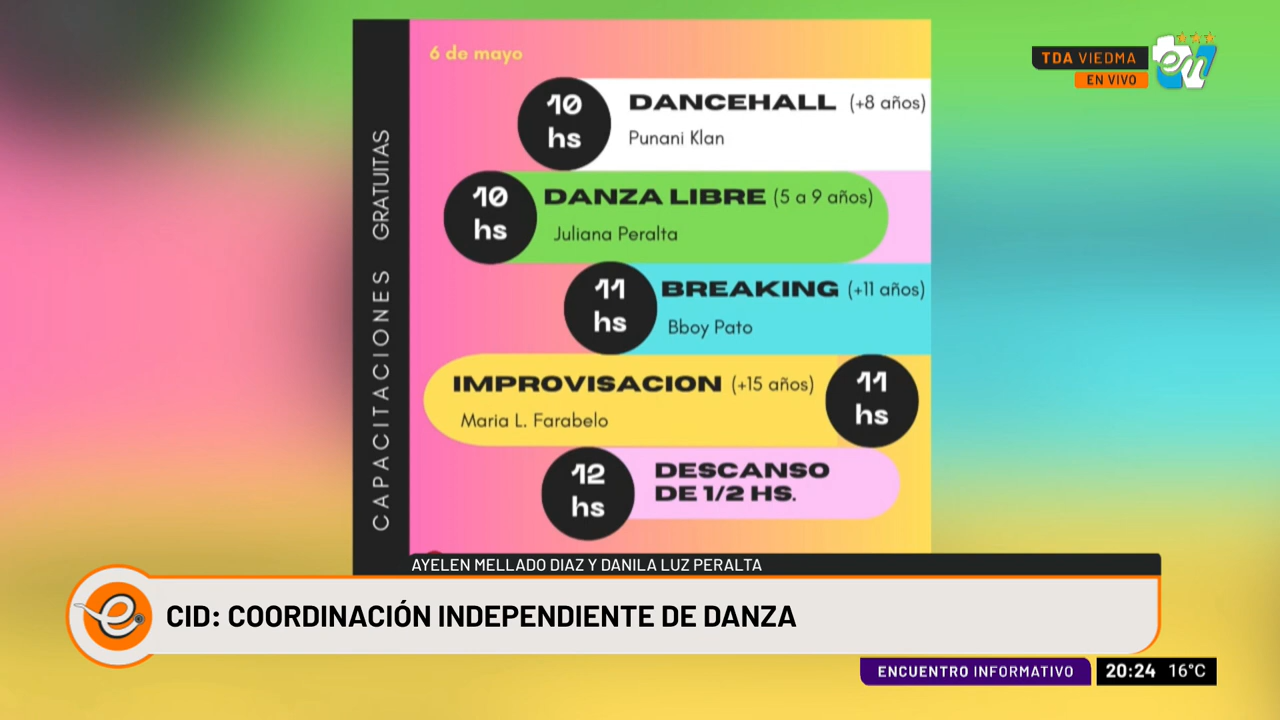 6 de mayo
TDA VIEDMA
EN VIVO
en
CAPACITACIONES GRATUITAS
10 hs
DANCEHALL (+8 años)
Punani Klan
10 hs
DANZA LIBRE (5 a 9 años)
Juliana Peralta
11 hs
BREAKING (+11 años)
Bboy Pato
IMPROVISACION (+15 años)
Maria L. Farabelo
11 hs
12 hs
DESCANSO
DE 1/2 HS.
AYELEN MELLADO DIAZ Y DANILA LUZ PERALTA
e
CID: COORDINACIÓN INDEPENDIENTE DE DANZA
ENCUENTRO INFORMATIVO
20:24 16°C